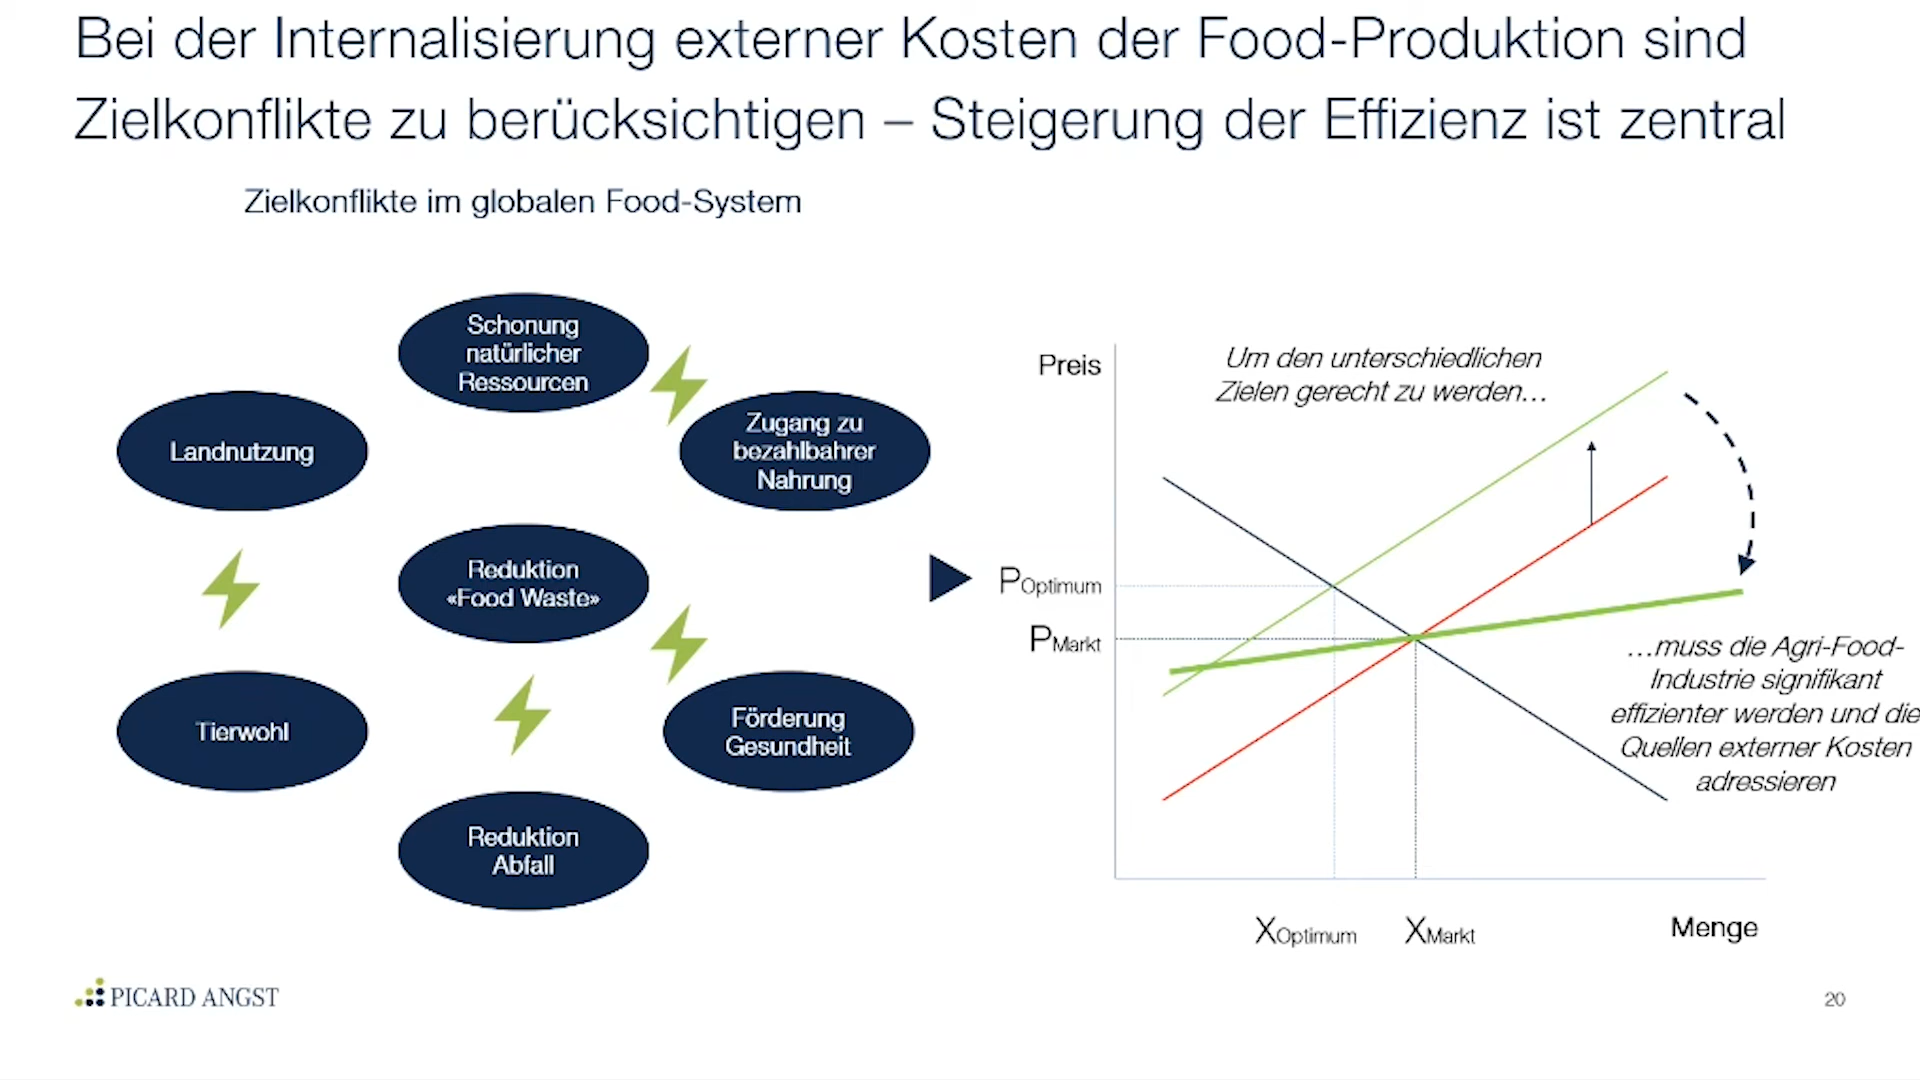 Bei der Internalisierung externer Kosten der Food-Produktion sind
Zielkonflikte zu berücksichtigen – Steigerung der Effizienz ist zentral
Zielkonflikte im globalen Food-System
Schonung
natürlicher
Ressourcen
Landnutzung
Zugang zu
bezahlbahrer
Nahrung
Reduktion
«Food Waste»
Tierwohl
Förderung
Gesundheit
Reduktion
Abfall
Preis
Um den unterschiedlichen
Zielen gerecht zu werden…
POptimum
PMarkt
…muss die Agri-Food-
Industrie signifikant
effizienter werden und die
Quellen externer Kosten
adressieren
XOptimum
XMarkt
Menge
PICARD ANGST
20